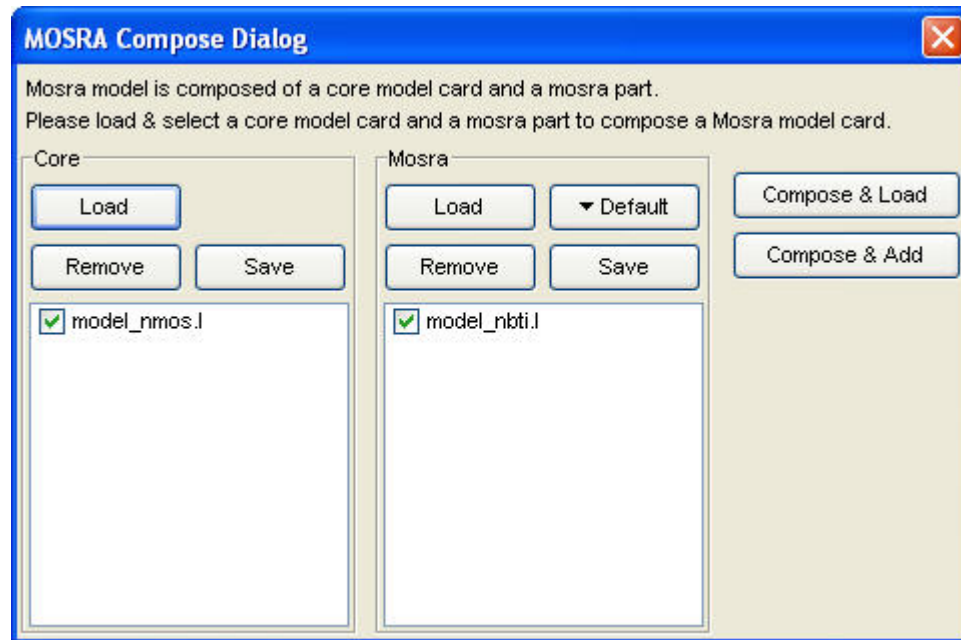 MOSRA Compose Dialog
Mosra model is composed of a core model card and a mosra part.
Please load & select a core model card and a mosra part to compose a Mosra model card.
Core
Load
Remove Save
model_nmos.l
Mosra
Load Default
Remove Save
model_nbti.l
Compose & Load
Compose & Add